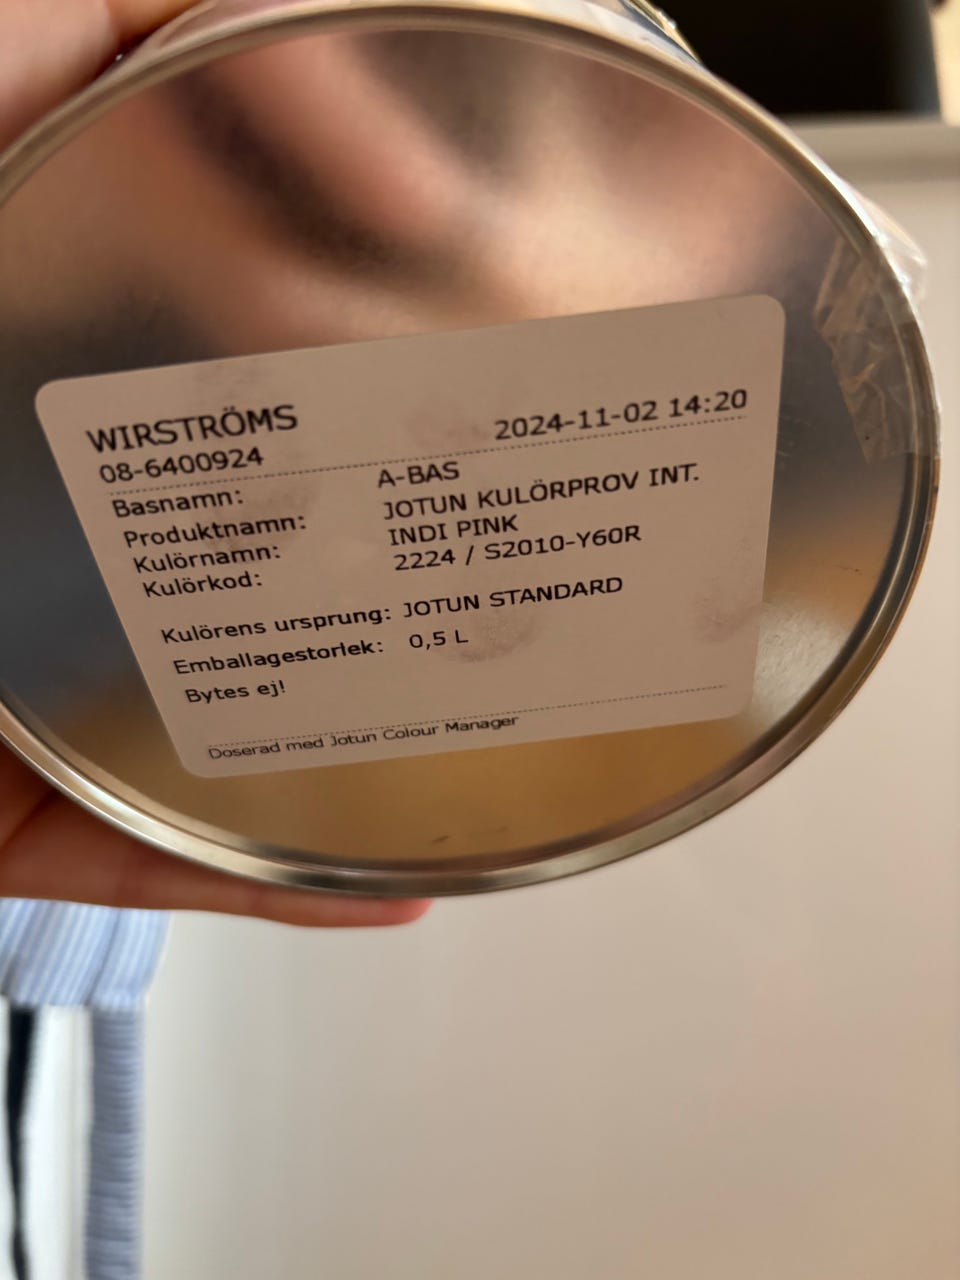 WIRSTRÖMS
08-6400924 2024-11-02 14:20
Basnamn: A-BAS
Produktnamn: JOTUN KULÖRPROV INT.
Kulörnamn: INDI PINK
Kulörkod: 2224 / S2010-Y60R
Kulörens ursprung: JOTUN STANDARD
Emballagestorlek: 0,5 L
Bytes ej!
Doserad med Jotun Colour Manager